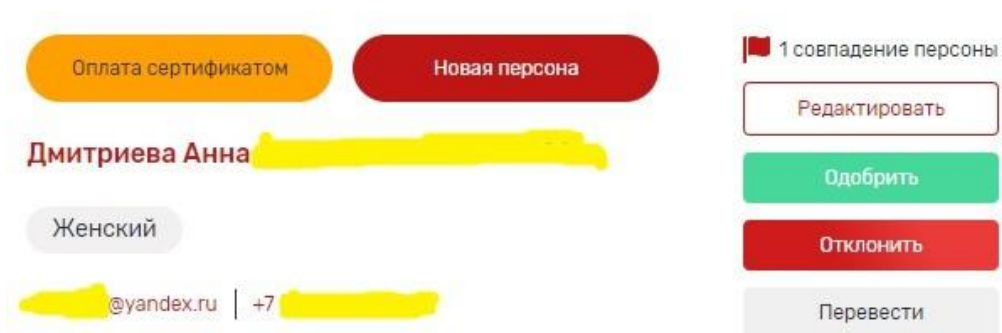 Оплата сертификатом
Новая персона
Дмитриева Анна
Женский
@yandex.ru | +7
1 совпадение персоны
Редактировать
Одобрить
Отклонить
Перевести